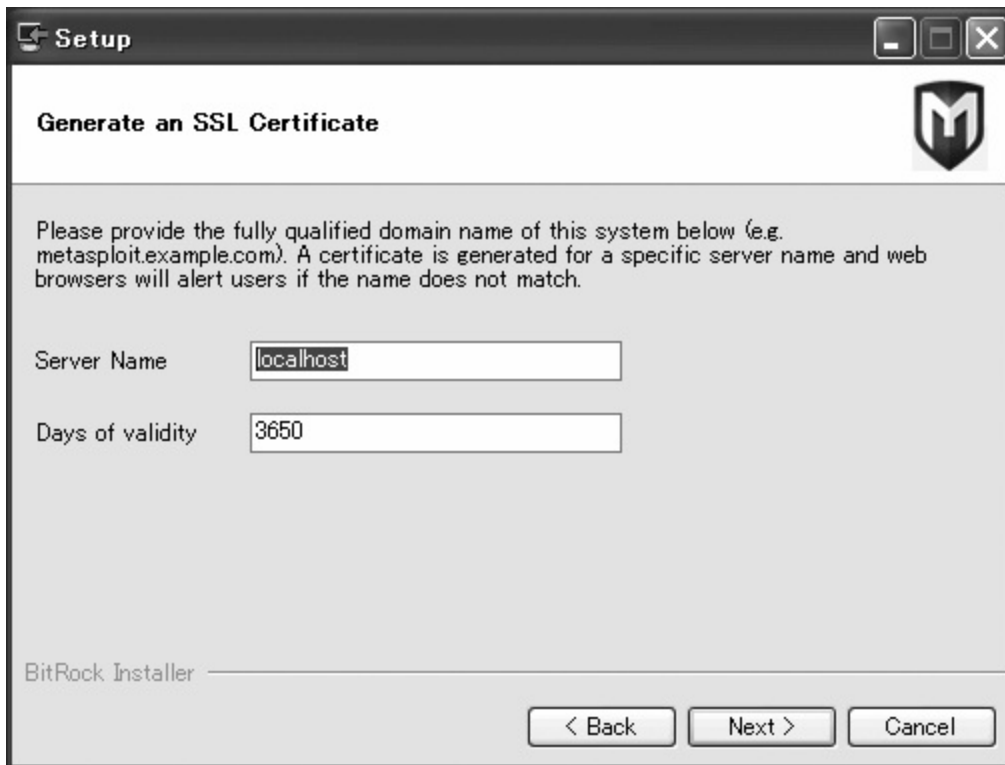 Setup
Generate an SSL Certificate
Please provide the fully qualified domain name of this system below (e.g.
metasploit.example.com). A certificate is generated for a specific server name and web
browsers will alert users if the name does not match.
Server Name localhost
Days of validity 3650
BitRock Installer
< Back Next > Cancel